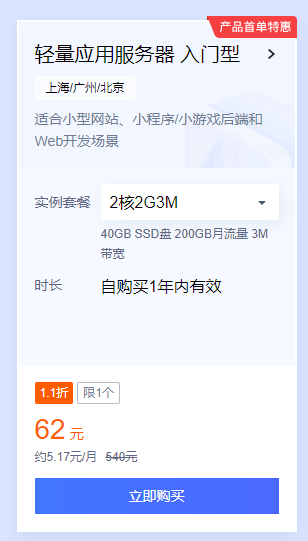 产品首单特惠
轻量应用服务器 入门型
上海/广州/北京
适合小型网站、小程序/小游戏后端和
Web开发场景
实例套餐 2核2G3M
40GB SSD盘 200GB月流量 3M
带宽
时长 自购买1年内有效
1.1折 限1个
62 元
约5.17元/月 540元
立即购买